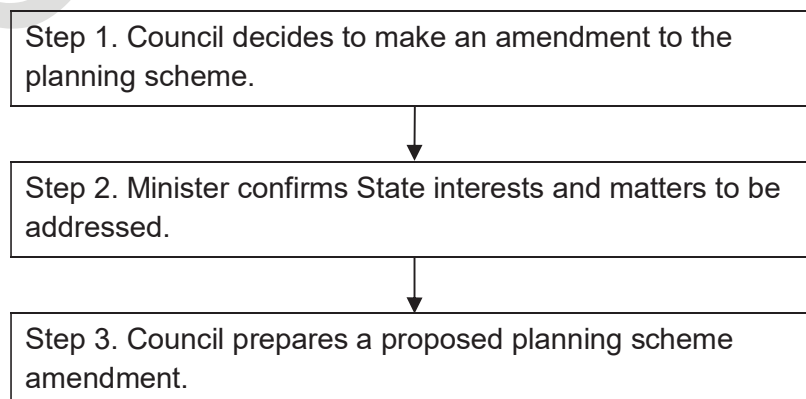 Step 1. Council decides to make an amendment to the
planning scheme.
Step 2. Minister confirms State interests and matters to be
addressed.
Step 3. Council prepares a proposed planning scheme
amendment.